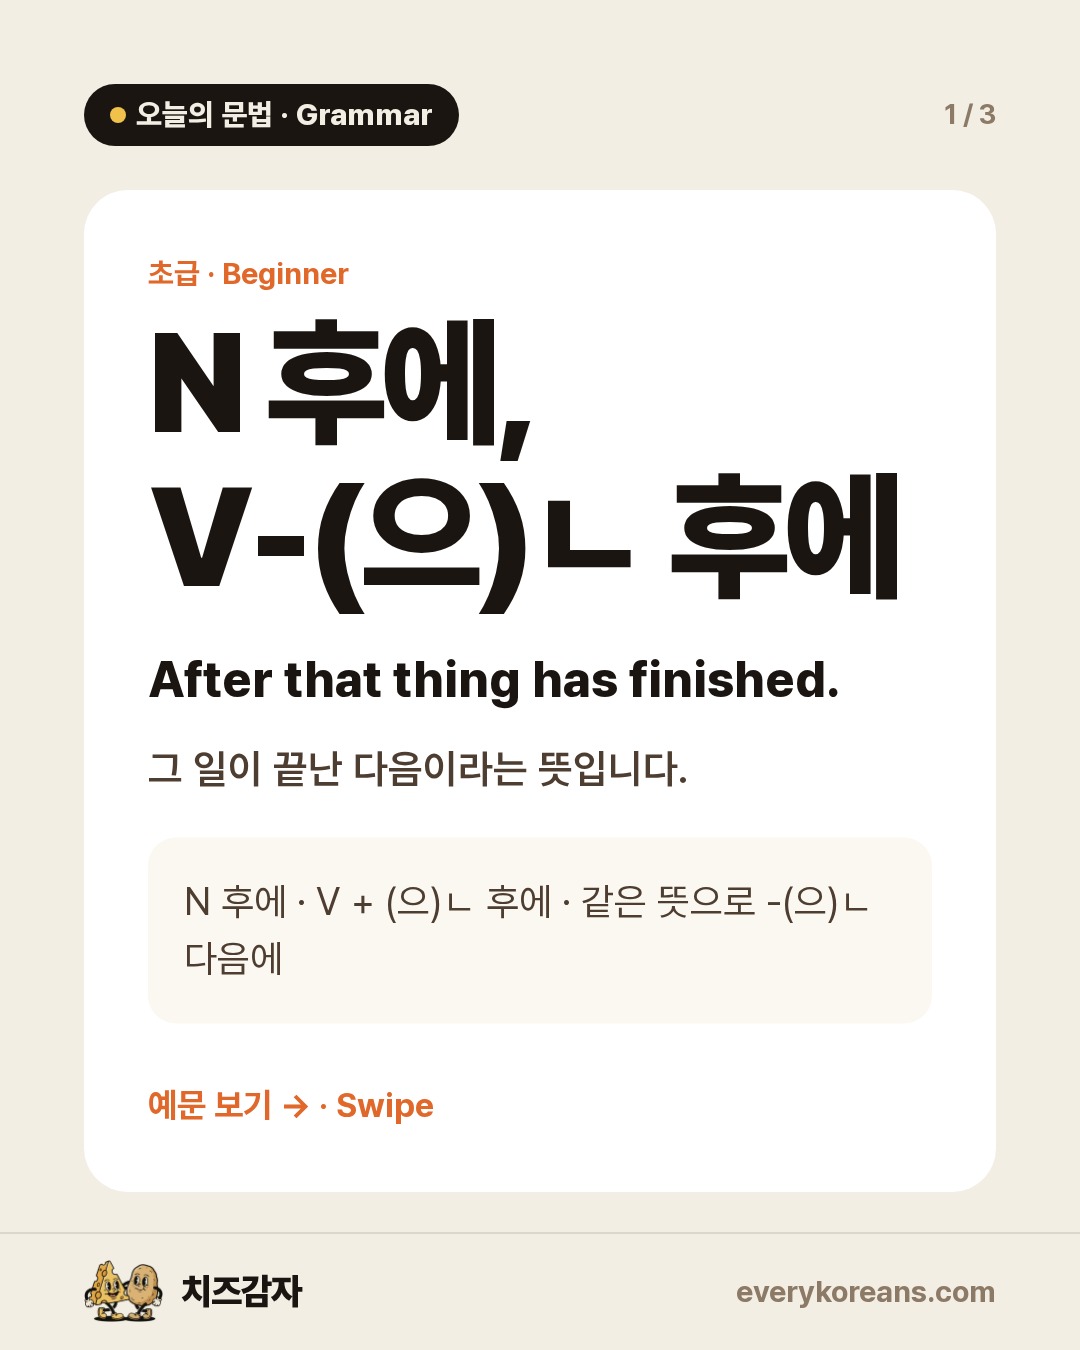 오늘의 문법 · Grammar
1 / 3
초급 · Beginner
N 후에,
V-(으)ㄴ 후에
After that thing has finished.
그 일이 끝난 다음이라는 뜻입니다.
N 후에 · V + (으)ㄴ 후에 · 같은 뜻으로 -(으)ㄴ
다음에
예문 보기 → · Swipe
치즈감자
everykoreans.com